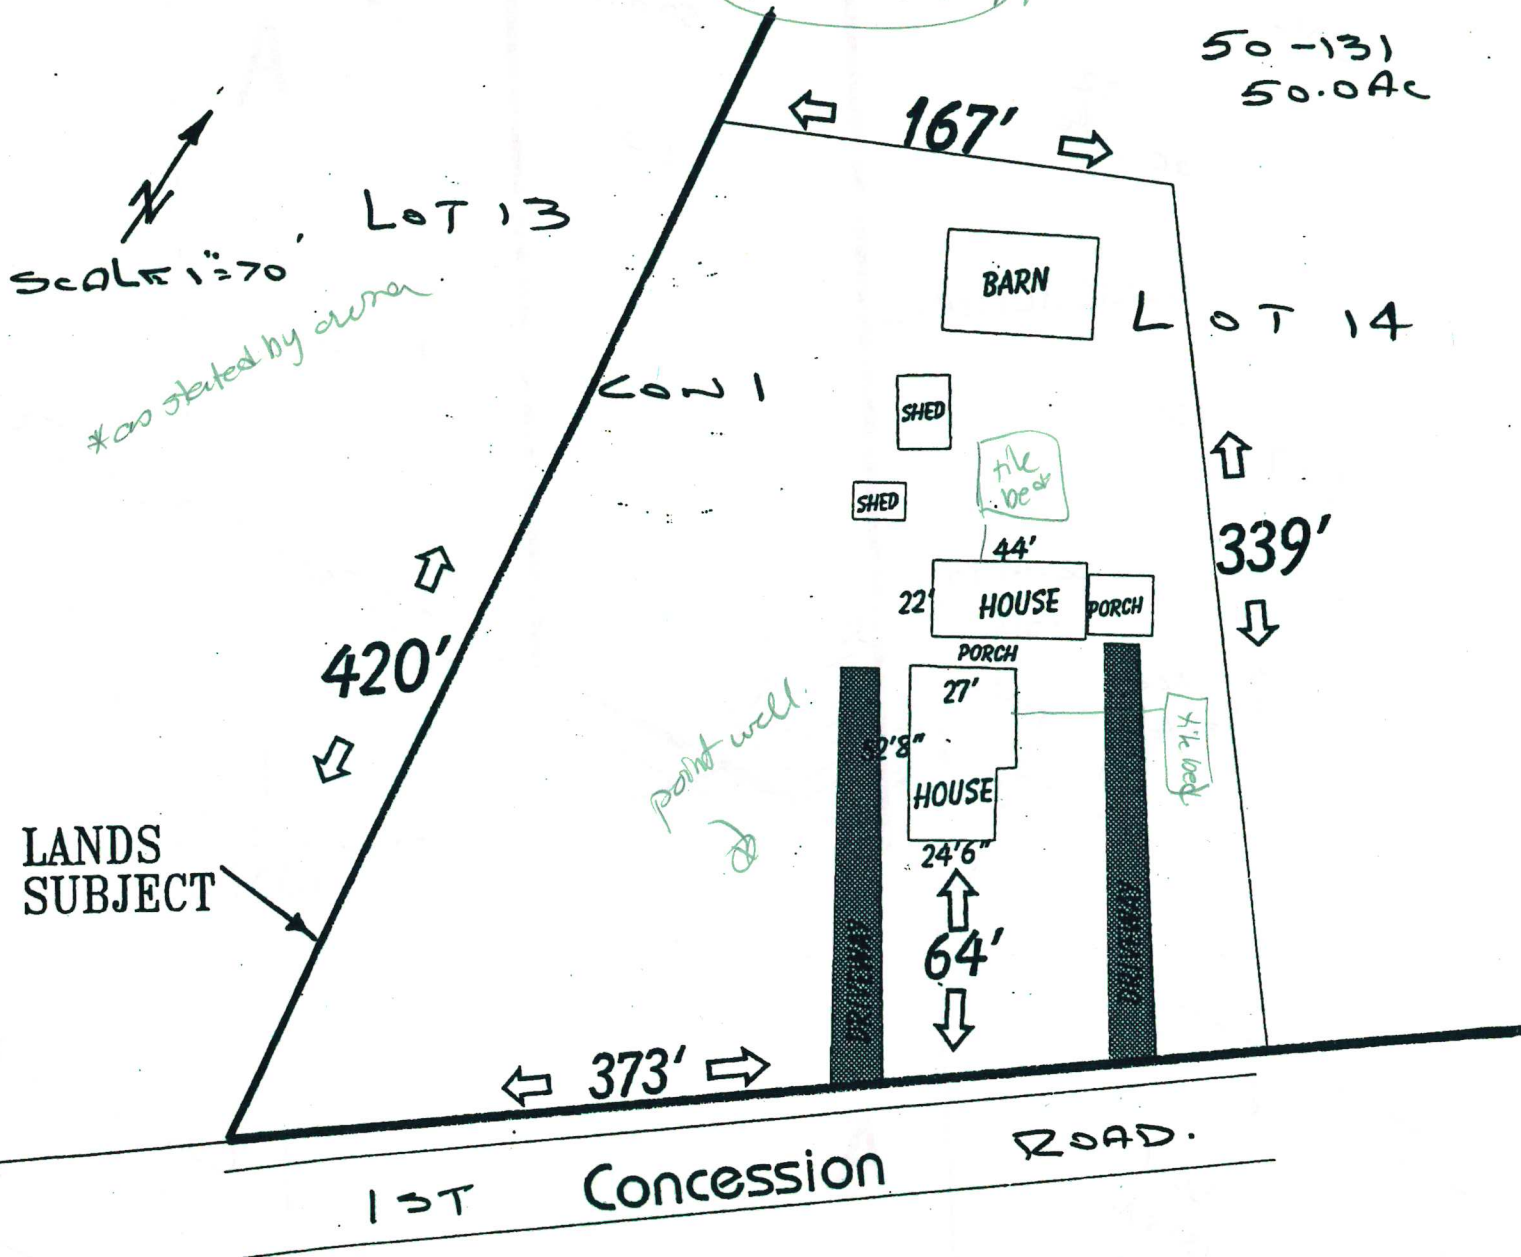 50-131
50.0Ac
167'
N
LOT 13
SCALE 1"=70'
*as stated by owner
BARN
LOT 14
CON 1
SHED
tile
bed
SHED
44'
339'
22'
HOUSE
PORCH
420'
PORCH
27'
point well
tile bed
HOUSE
24'6"
LANDS
SUBJECT
64'
DRIVEWAY
DRIVEWAY
373'
1ST Concession ROAD.